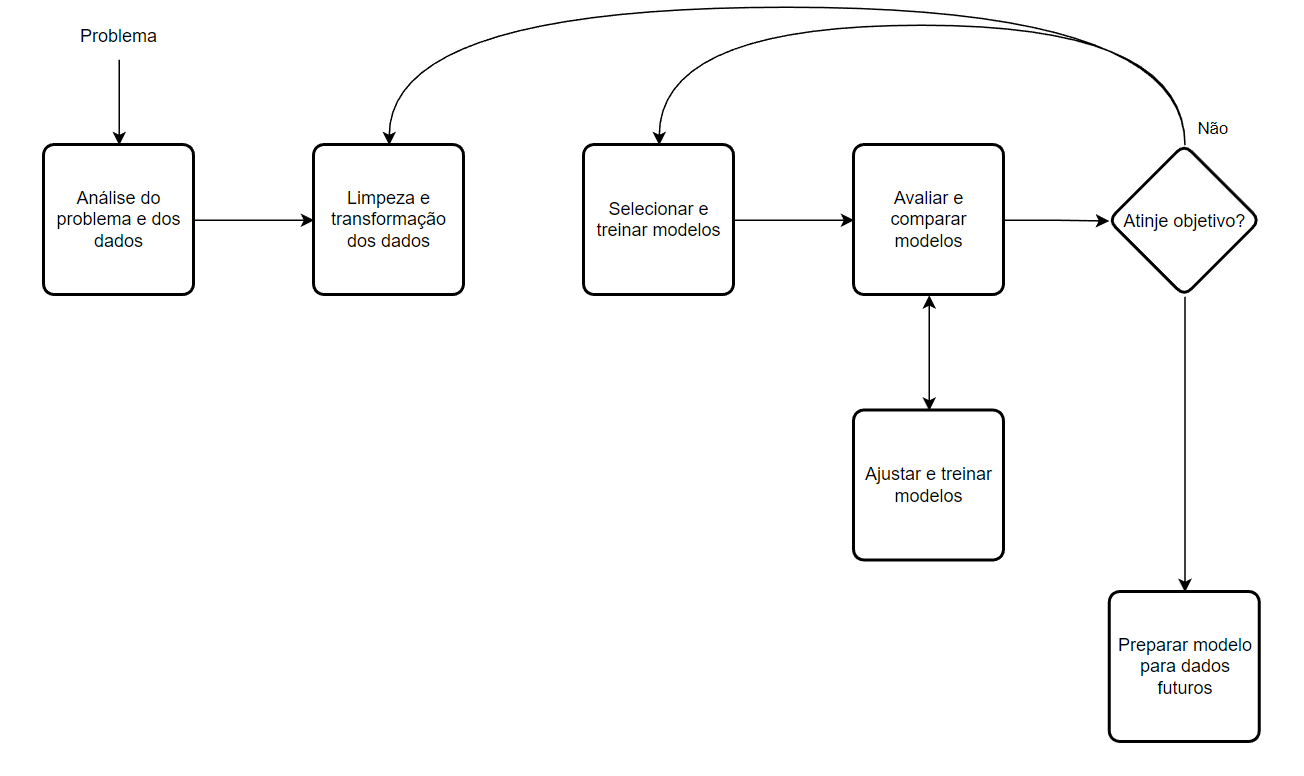 Problema
Não
Análise do
problema e dos
dados
Limpeza e
transformação
dos dados
Selecionar e
treinar modelos
Avaliar e
comparar
modelos
Atinje objetivo?
Ajustar e treinar
modelos
Preparar modelo
para dados
futuros